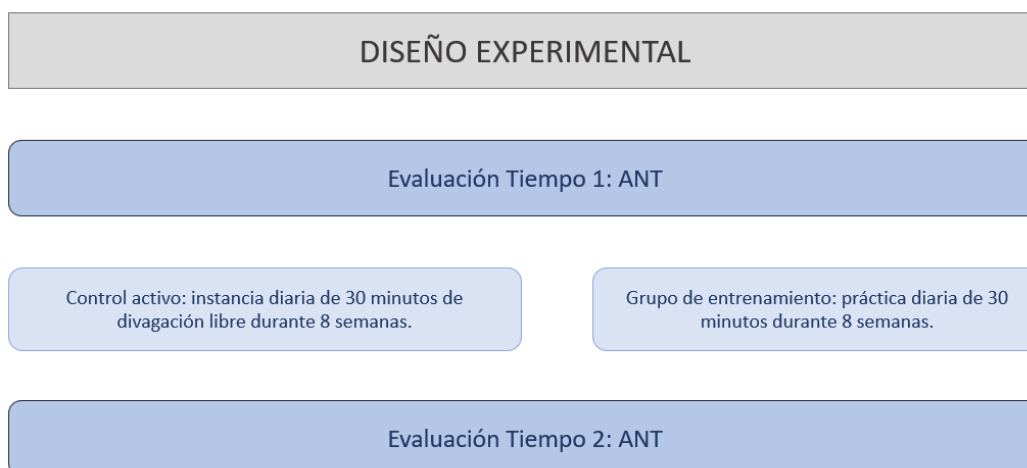 DISEÑO EXPERIMENTAL
Evaluación Tiempo 1: ANT
Control activo: instancia diaria de 30 minutos de
divagación libre durante 8 semanas.
Grupo de entrenamiento: práctica diaria de 30
minutos durante 8 semanas.
Evaluación Tiempo 2: ANT